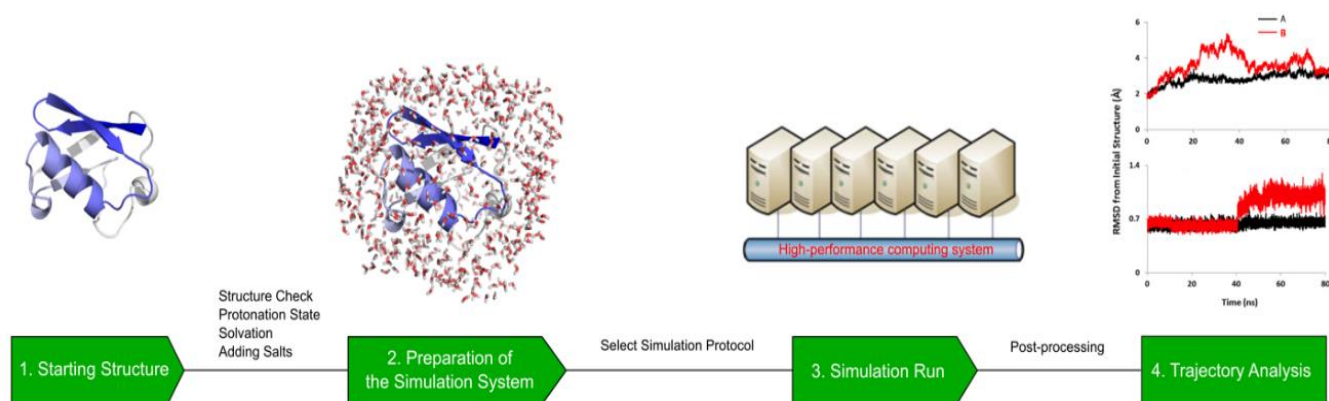 Structure Check
Protonation State
Solvation
Adding Salts
1. Starting Structure
2. Preparation of
the Simulation System
Select Simulation Protocol
High-performance computing system
3. Simulation Run
Post-processing
A
B
RMSD from Initial Structure (Å)
6
4
2
0
0 20 40 60 80
1.4
0.7
0
0 20 40 60 80
Time (ns)
4. Trajectory Analysis